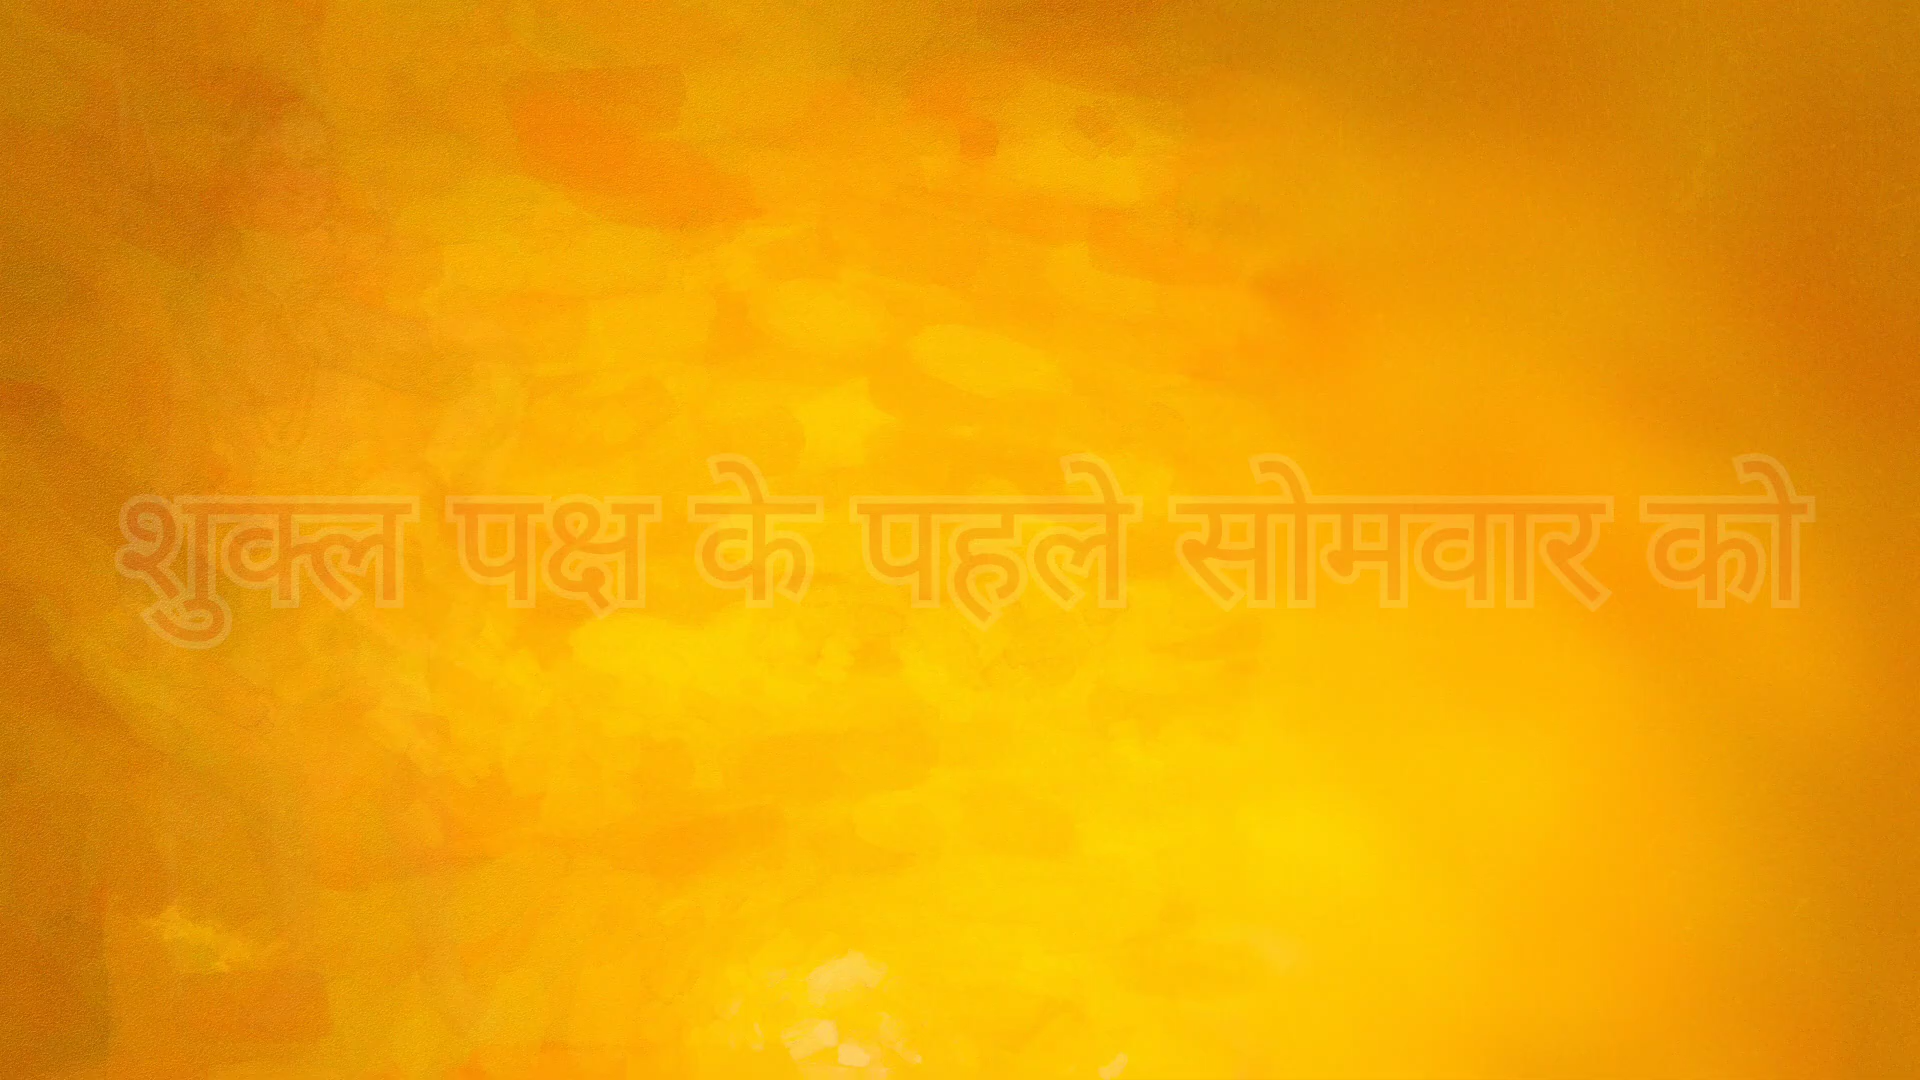 शुक्ल पक्ष के पहले सोमवार को